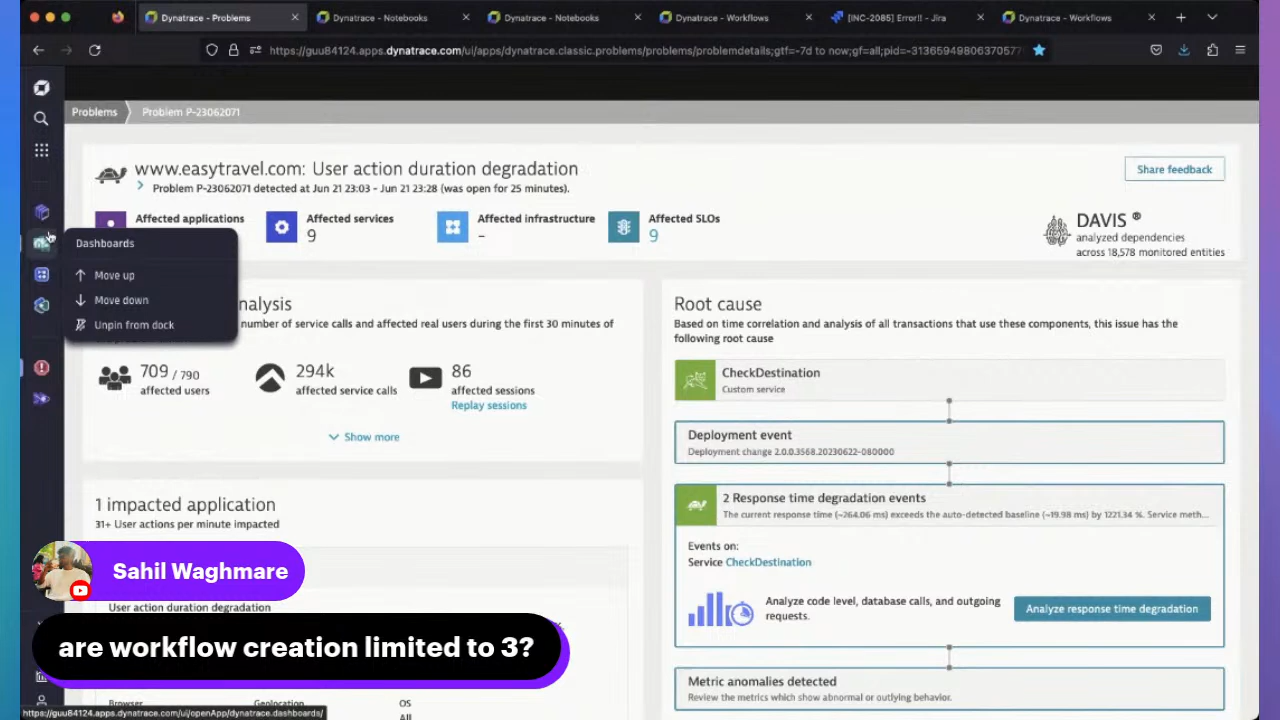 Dynatrace - Problems
Dynatrace - Notebooks
Dynatrace - Notebooks
Dynatrace - Workflows
[INC-2085] Error!! - Jira
Dynatrace - Workflows
https://guu84124.apps.dynatrace.com/ui/apps/dynatrace.classic.problems/problems/problemdetails;gtf=-7d to now;gf=all;pid=-313659498063705770
Problems
Problem P-23062071
www.easytravel.com: User action duration degradation
Problem P-23062071 detected at Jun 21 23:03 - Jun 21 23:28 (was open for 25 minutes).
Share feedback
Affected applications
Affected services
9
Affected infrastructure
-
Affected SLOs
9
DAVIS ®
analyzed dependencies
across 18,578 monitored entities
Dashboards
Move up
Move down
Unpin from dock
nalysis
number of service calls and affected real users during the first 30 minutes of
709 / 790
affected users
294k
affected service calls
86
affected sessions
Replay sessions
Show more
1 impacted application
31+ User actions per minute impacted
User action duration degradation
Browser
Geolocation
OS
All
Root cause
Based on time correlation and analysis of all transactions that use these components, this issue has the
following root cause
CheckDestination
Custom service
Deployment event
Deployment change 2.0.0.3568.20230622-080000
2 Response time degradation events
The current response time (~264.06 ms) exceeds the auto-detected baseline (~19.98 ms) by 1221.34 %. Service meth...
Events on:
Service CheckDestination
Analyze code level, database calls, and outgoing
requests.
Analyze response time degradation
Metric anomalies detected
Review the metrics which show abnormal or outlying behavior.
Sahil Waghmare
are workflow creation limited to 3?
https://guu84124.apps.dynatrace.com/ui/openApp/dynatrace.dashboards/